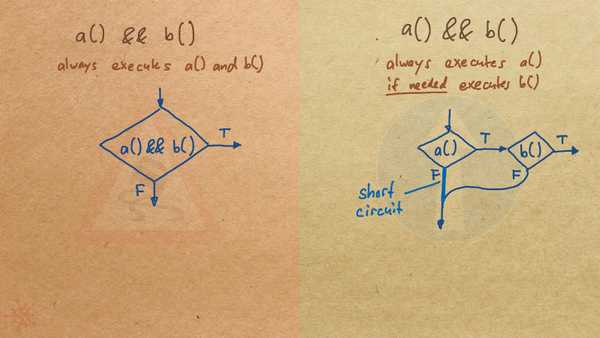 a() && b()
always executes a() and b()
a() && b()
T
F
a() && b()
always executes a()
if needed executes b()
a()
T
b()
T
F
F
short
circuit